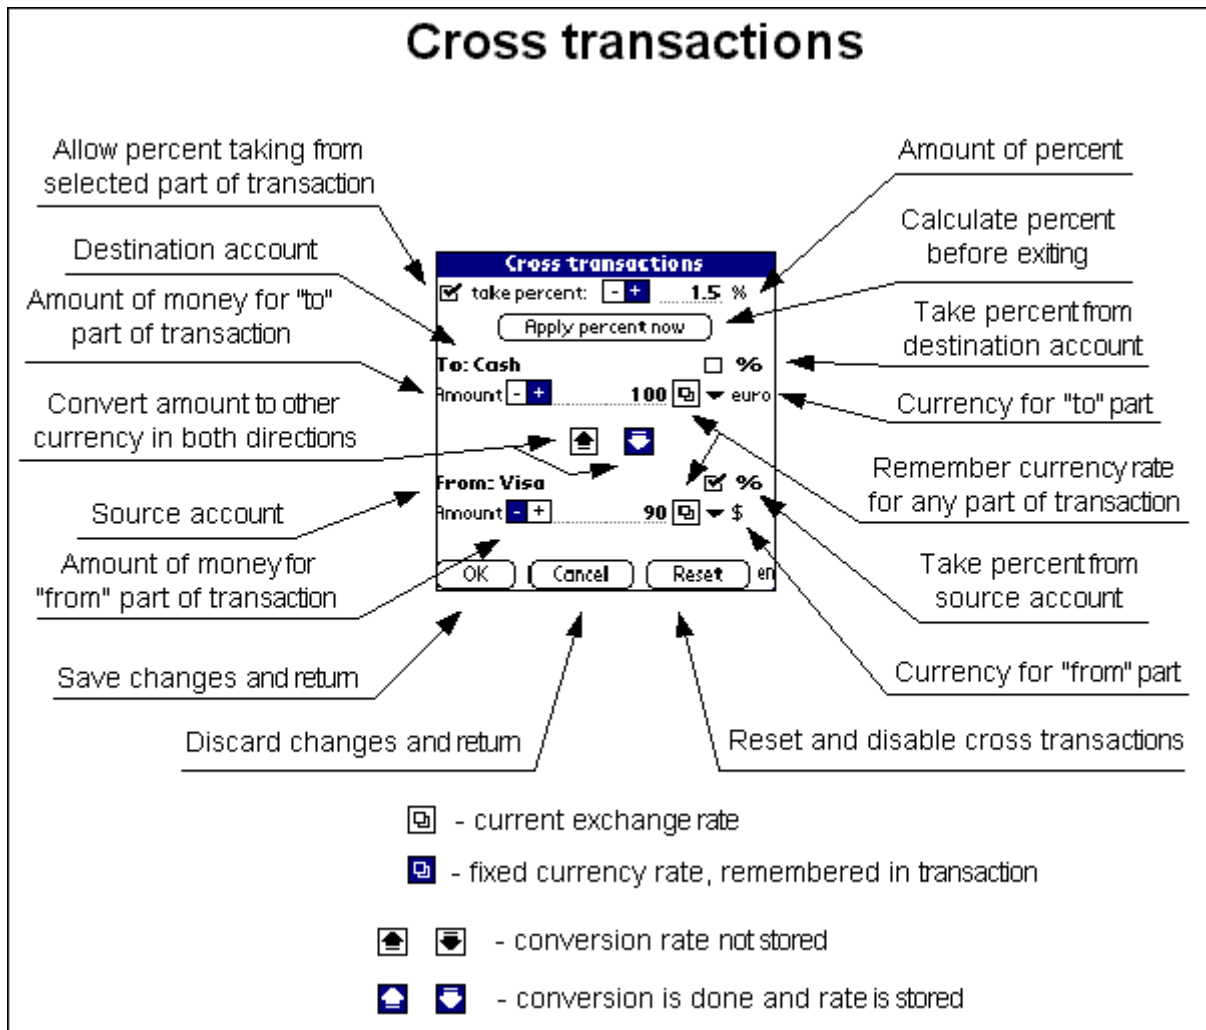 Cross transactions
Allow percent taking from
selected part of transaction
Destination account
Amount of money for "to"
part of transaction
Convert amount to other
currency in both directions
Source account
Amount of money for
"from" part of transaction
Save changes and return
Discard changes and return
Cross transactions
take percent: - + 1.5 %
Apply percent now
To: Cash %
Amount - + 100 euro
From: Visa %
Amount - + 90 $
OK Cancel Reset en
Amount of percent
Calculate percent
before exiting
Take percent from
destination account
Currency for "to" part
Remember currency rate
for any part of transaction
Take percent from
source account
Currency for "from" part
Reset and disable cross transactions
- current exchange rate
- fixed currency rate, remembered in transaction
- conversion rate not stored
- conversion is done and rate is stored